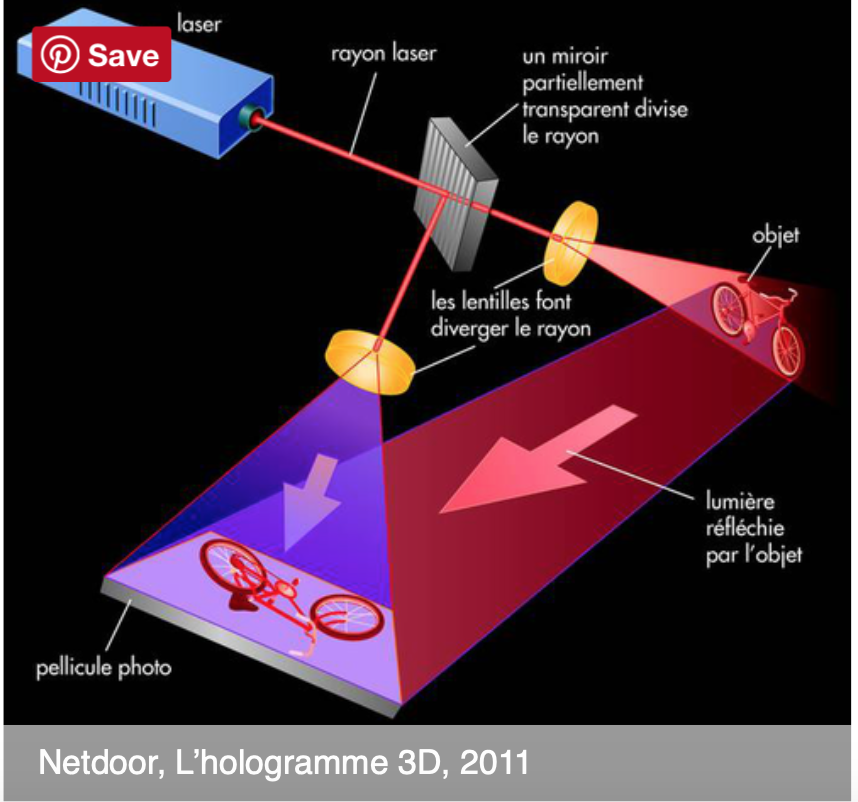 laser
Save
rayon laser
un miroir
partiellement
transparent divise
le rayon
objet
les lentilles font
diverger le rayon
lumière
réfléchie
par l'objet
pellicule photo
Netdoor, L'hologramme 3D, 2011